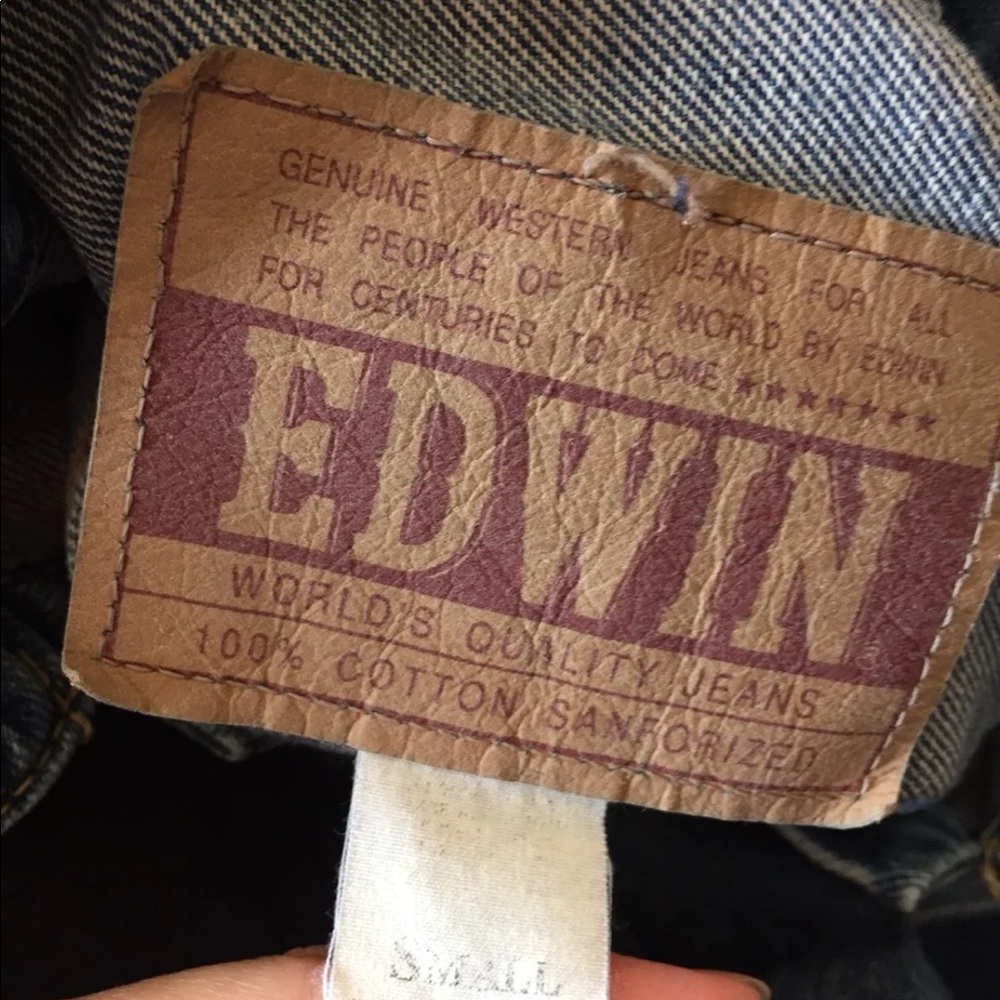 GENUINE WESTERN JEANS FOR ALL
THE PEOPLE OF THE WORLD BY EDWIN
FOR CENTURIES TO COME ★★★★★★★
EDWIN
WORLD'S QUALITY JEANS
100% COTTON SANFORIZED
SMALL